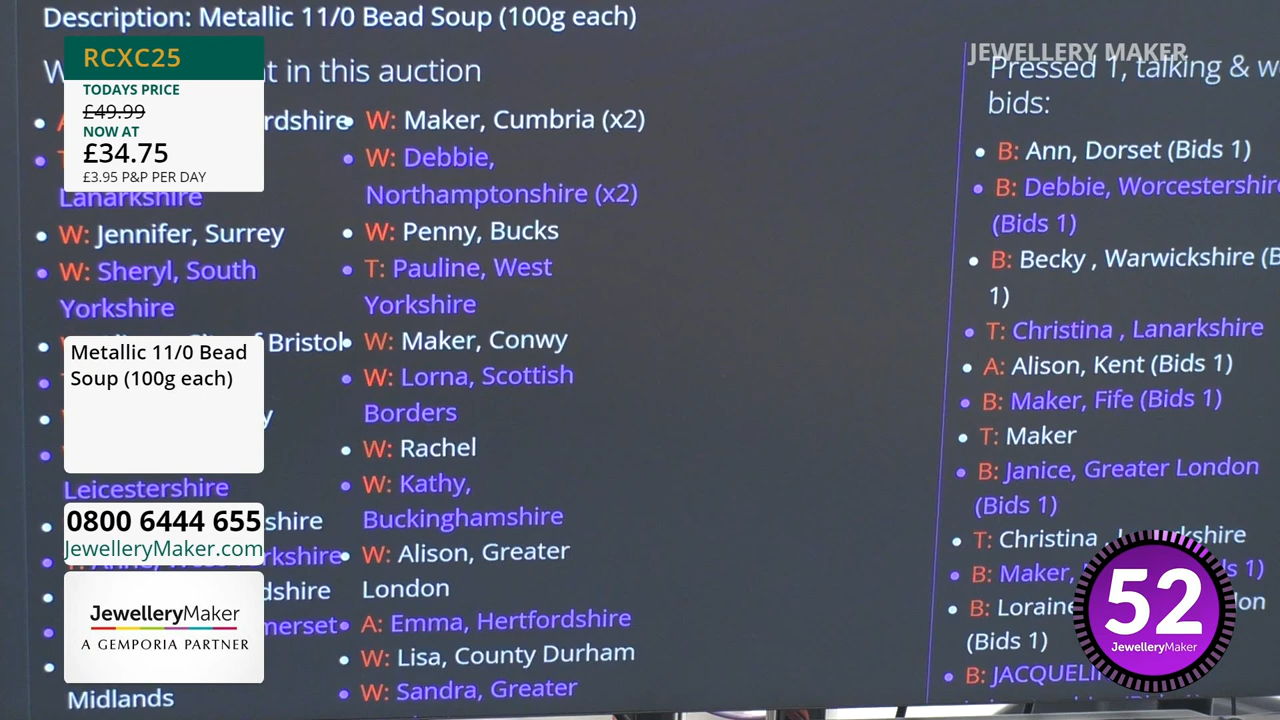 Description: Metallic 11/0 Bead Soup (100g each)
JEWELLERY MAKER
RCXC25
TODAYS PRICE
£49.99
NOW AT
£34.75
£3.95 P&P PER DAY
in this auction
Lanarkshire
W: Jennifer, Surrey
W: Sheryl, South
Yorkshire
Bristol
Metallic 11/0 Bead
Soup (100g each)
Leicestershire
0800 6444 655
JewelleryMaker.com
JewelleryMaker
A GEMPORIA PARTNER
Midlands
W: Maker, Cumbria (x2)
W: Debbie,
Northamptonshire (x2)
W: Penny, Bucks
T: Pauline, West
Yorkshire
W: Maker, Conwy
W: Lorna, Scottish
Borders
W: Rachel
W: Kathy,
Buckinghamshire
W: Alison, Greater
London
A: Emma, Hertfordshire
W: Lisa, County Durham
W: Sandra, Greater
Pressed 1, talking &
bids:
B: Ann, Dorset (Bids 1)
B: Debbie, Worcestershire
(Bids 1)
B: Becky , Warwickshire
1)
T: Christina , Lanarkshire
A: Alison, Kent (Bids 1)
B: Maker, Fife (Bids 1)
T: Maker
B: Janice, Greater London
(Bids 1)
T: Christina
B: Maker,
B: Loraine
(Bids 1)
B:
52
JewelleryMaker